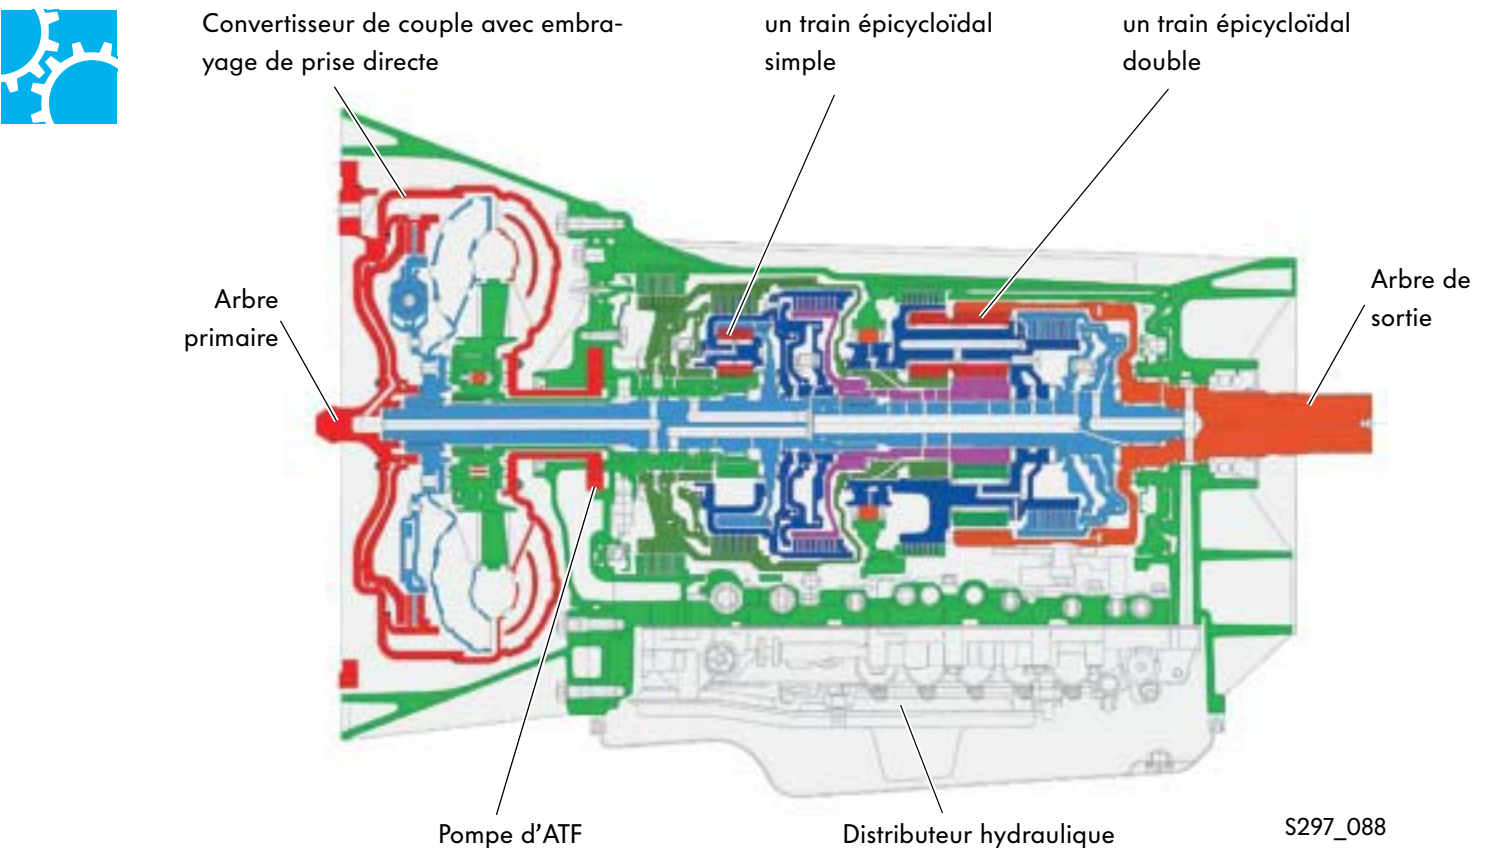 Convertisseur de couple avec embra-
yage de prise directe
un train épicycloïdal
simple
un train épicycloïdal
double
Arbre
primaire
Arbre de
sortie
Pompe d’ATF
Distributeur hydraulique
S297_088